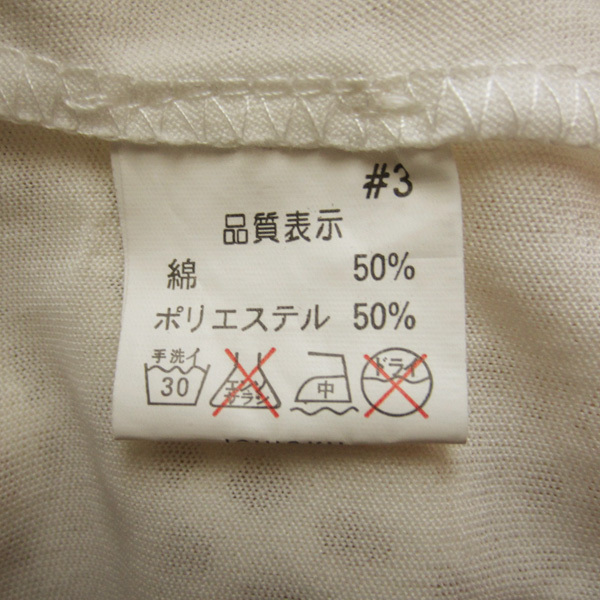 #3
品質表示
綿 50%
ポリエステル 50%
手洗イ
30
エンソ
サラシ
中
ドライ